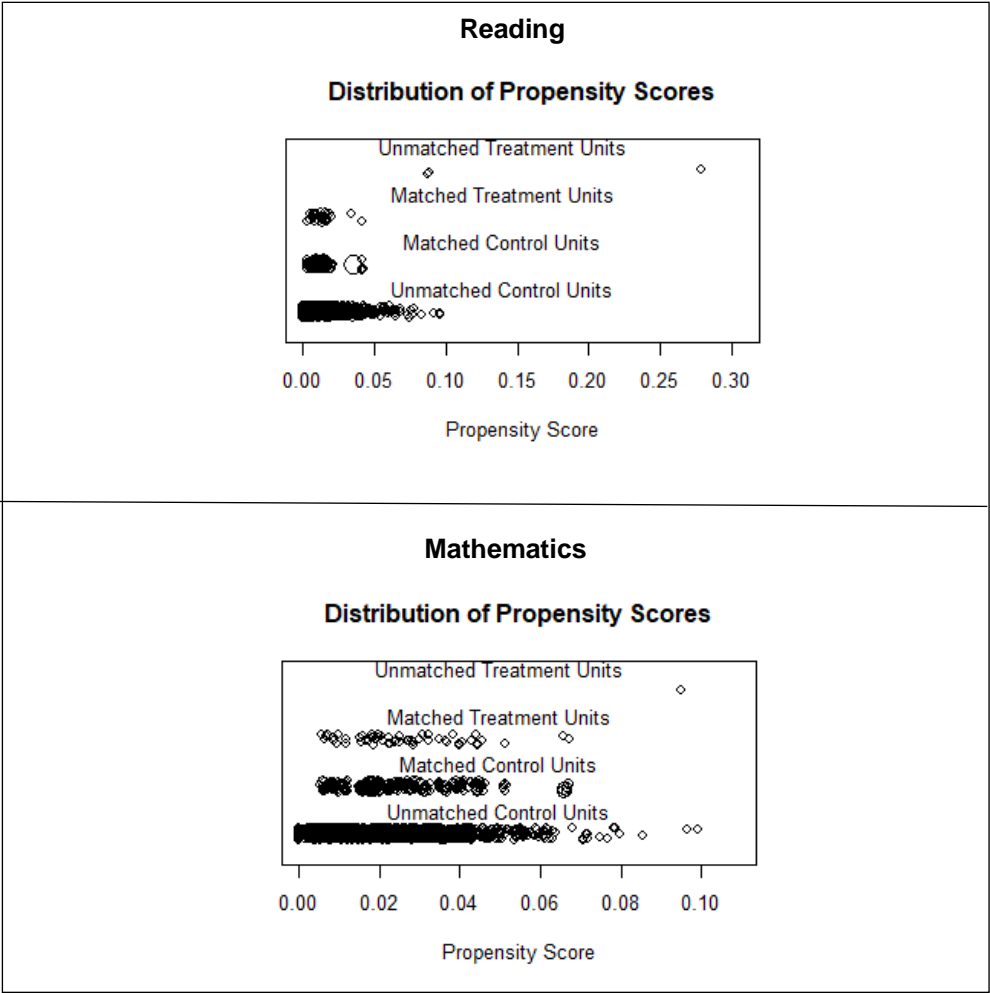 Reading
Distribution of Propensity Scores
Unmatched Treatment Units
Matched Treatment Units
Matched Control Units
Unmatched Control Units
0.00 0.05 0.10 0.15 0.20 0.25 0.30
Propensity Score
Mathematics
Distribution of Propensity Scores
Unmatched Treatment Units
Matched Treatment Units
Matched Control Units
Unmatched Control Units
0.00 0.02 0.04 0.06 0.08 0.10
Propensity Score